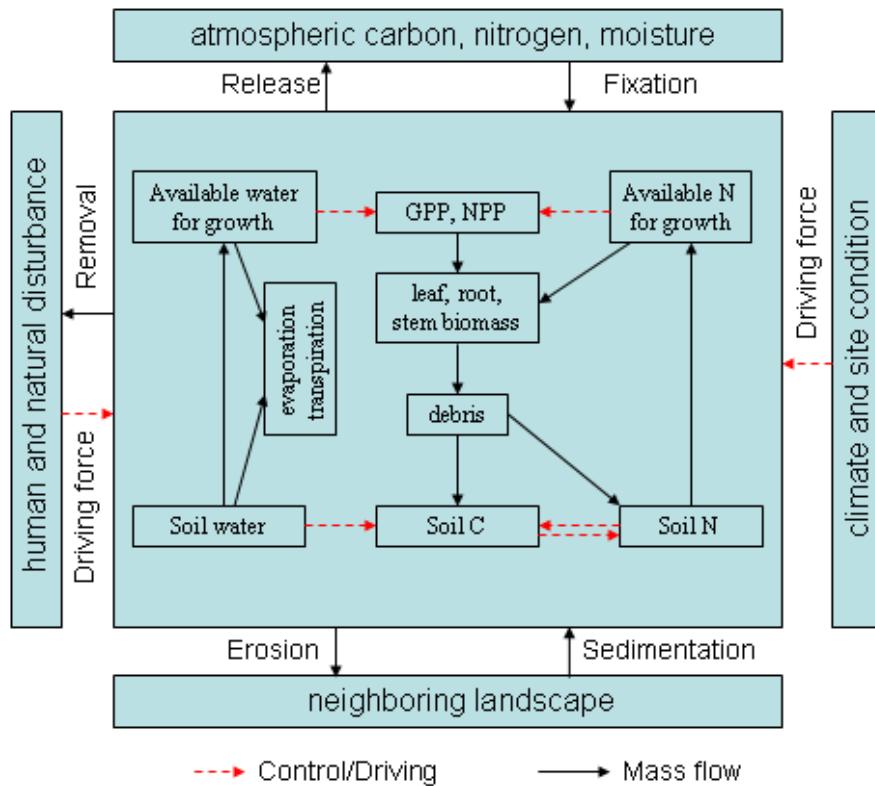 atmospheric carbon, nitrogen, moisture
Release
Fixation
human and natural disturbance
Removal
Driving force
Available water
for growth
GPP, NPP
Available N
for growth
leaf, root,
stem biomass
evaporation
transpiration
debris
Soil water
Soil C
Soil N
Driving force
climate and site condition
Erosion
Sedimentation
neighboring landscape
Control/Driving
Mass flow